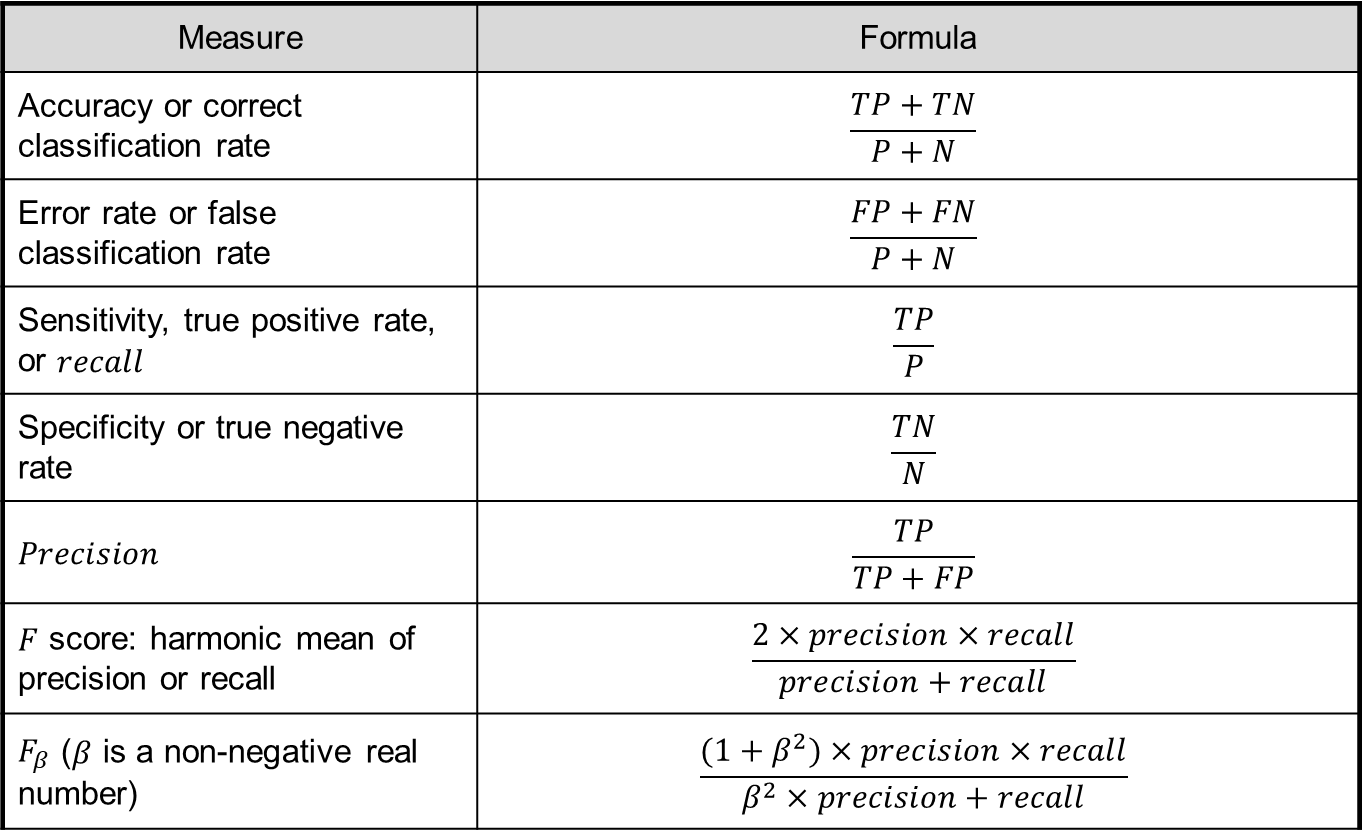 Measure
Formula
Accuracy or correct
classification rate
TP + TN
P + N
Error rate or false
classification rate
FP + FN
P + N
Sensitivity, true positive rate,
or recall
TP
P
Specificity or true negative
rate
TN
N
Precision
TP
TP + FP
F score: harmonic mean of
precision or recall
2 × precision × recall
precision + recall
Fβ (β is a non-negative real
number)
(1 + β²) × precision × recall
β² × precision + recall